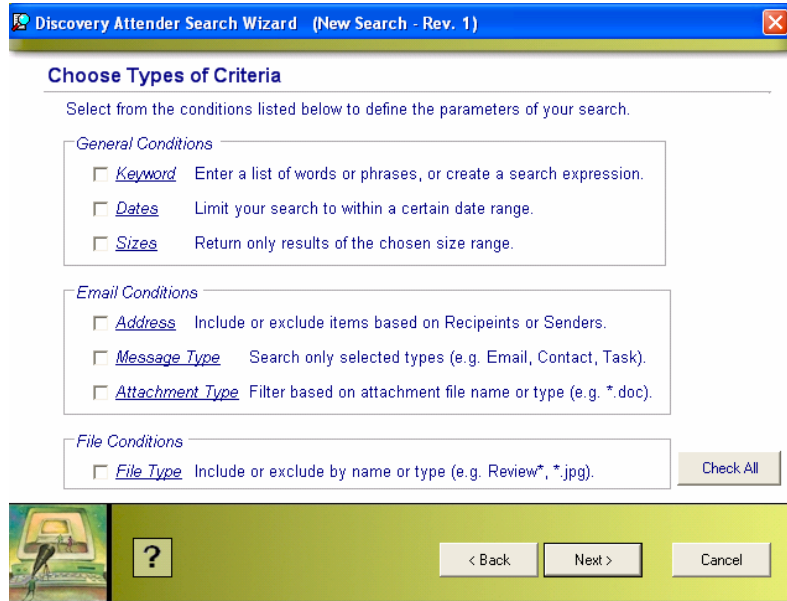 Discovery Attender Search Wizard (New Search - Rev. 1)
Choose Types of Criteria
Select from the conditions listed below to define the parameters of your search.
General Conditions
Keyword Enter a list of words or phrases, or create a search expression.
Dates Limit your search to within a certain date range.
Sizes Return only results of the chosen size range.
Email Conditions
Address Include or exclude items based on Recipeints or Senders.
Message Type Search only selected types (e.g. Email, Contact, Task).
Attachment Type Filter based on attachment file name or type (e.g. *.doc).
File Conditions
File Type Include or exclude by name or type (e.g. Review*, *.jpg).
Check All
?
< Back
Next >
Cancel